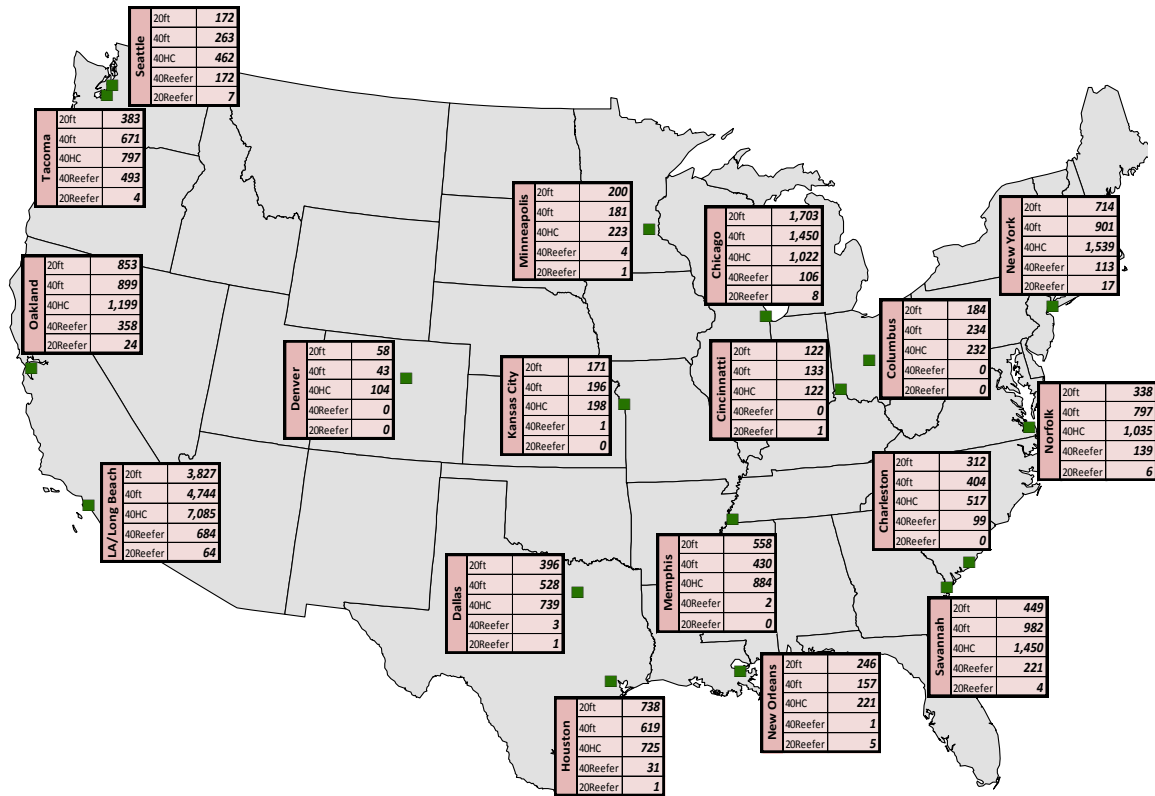 Seattle
20ft 172
40ft 263
40HC 462
40Reefer 172
20Reefer 7
Tacoma
20ft 383
40ft 671
40HC 797
40Reefer 493
20Reefer 4
Minneapolis
20ft 200
40ft 181
40HC 223
40Reefer 4
20Reefer 1
Chicago
20ft 1,703
40ft 1,450
40HC 1,022
40Reefer 106
20Reefer 8
New York
20ft 714
40ft 901
40HC 1,539
40Reefer 113
20Reefer 17
Oakland
20ft 853
40ft 899
40HC 1,199
40Reefer 358
20Reefer 24
Denver
20ft 58
40ft 43
40HC 104
40Reefer 0
20Reefer 0
Kansas City
20ft 171
40ft 196
40HC 198
40Reefer 1
20Reefer 0
Cincinnatti
20ft 122
40ft 133
40HC 122
40Reefer 0
20Reefer 1
Columbus
20ft 184
40ft 234
40HC 232
40Reefer 0
20Reefer 0
Norfolk
20ft 338
40ft 797
40HC 1,035
40Reefer 139
20Reefer 6
LA/Long Beach
20ft 3,827
40ft 4,744
40HC 7,085
40Reefer 684
20Reefer 64
Charleston
20ft 312
40ft 404
40HC 517
40Reefer 99
20Reefer 0
Dallas
20ft 396
40ft 528
40HC 739
40Reefer 3
20Reefer 1
Memphis
20ft 558
40ft 430
40HC 884
40Reefer 2
20Reefer 0
Savannah
20ft 449
40ft 982
40HC 1,450
40Reefer 221
20Reefer 4
New Orleans
20ft 246
40ft 157
40HC 221
40Reefer 1
20Reefer 5
Houston
20ft 738
40ft 619
40HC 725
40Reefer 31
20Reefer 1